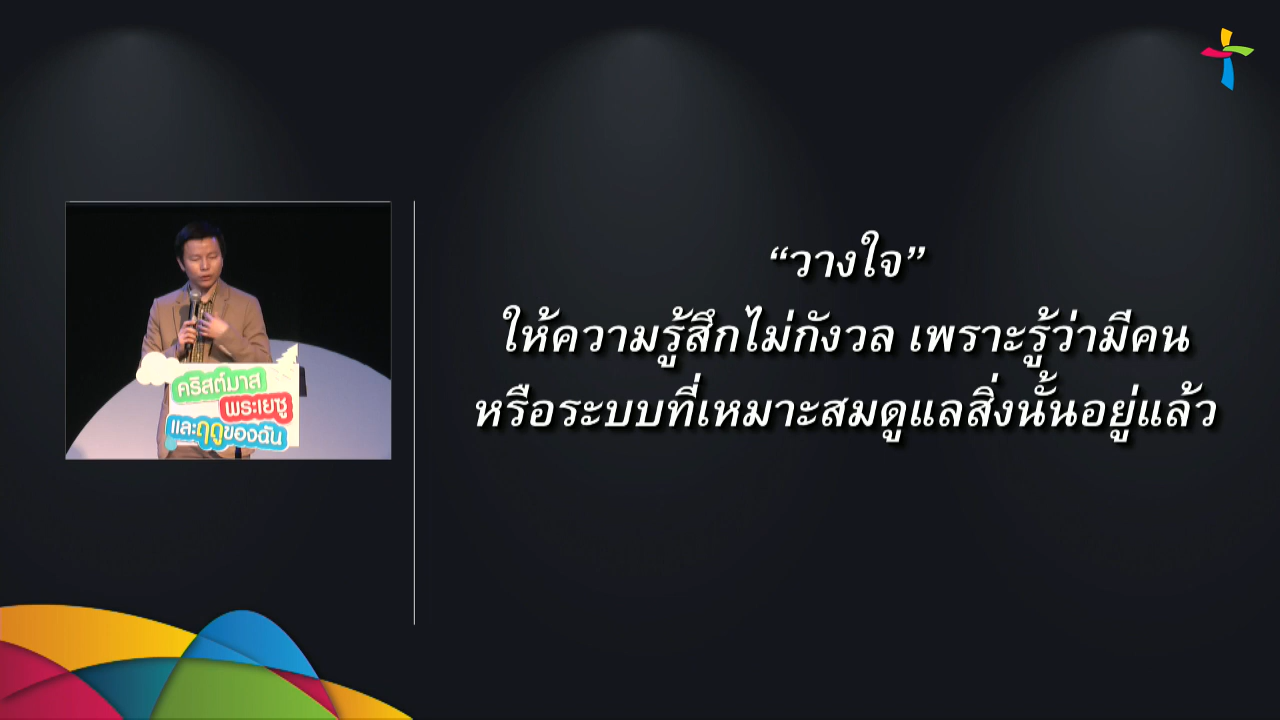 “วางใจ”
ให้ความรู้สึกไม่กังวล เพราะรู้ว่ามีคน
หรือระบบที่เหมาะสมดูแลสิ่งนั้นอยู่แล้ว
คริสต์มาส
พระเยซู
และฤดูของฉัน